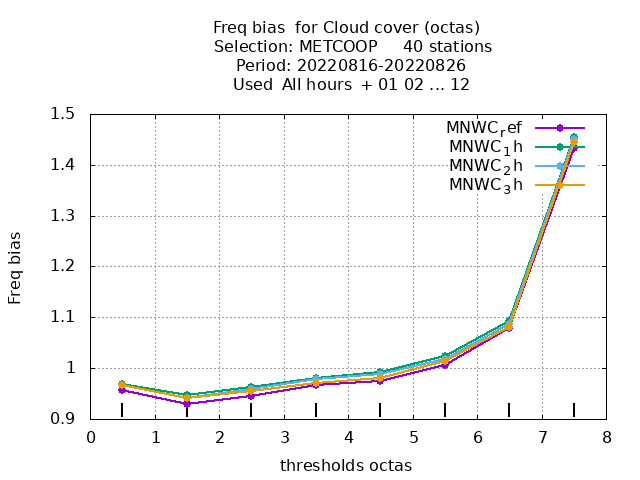 Freq bias  for Cloud cover (octas)
Selection: METCOOP     40 stations
Period: 20220816-20220826
Used  All hours  + 01 02 ... 12
MNWC_ref
MNWC_1h
MNWC_2h
MNWC_3h
1.5
1.4
1.3
1.2
1.1
1
0.9
Freq bias
0 1 2 3 4 5 6 7 8
thresholds octas